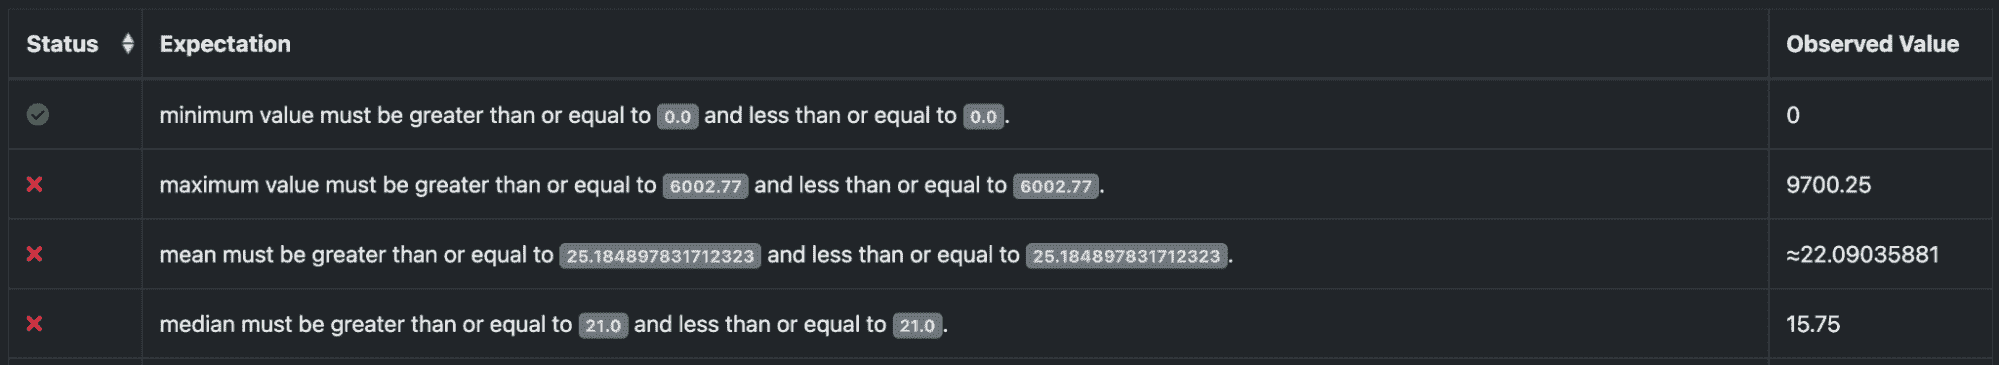 Status Expectation Observed Value
minimum value must be greater than or equal to 0.0 and less than or equal to 0.0. 0
maximum value must be greater than or equal to 6002.77 and less than or equal to 6002.77. 9700.25
mean must be greater than or equal to 25.184897831712323 and less than or equal to 25.184897831712323. ≈22.09035881
median must be greater than or equal to 21.0 and less than or equal to 21.0. 15.75